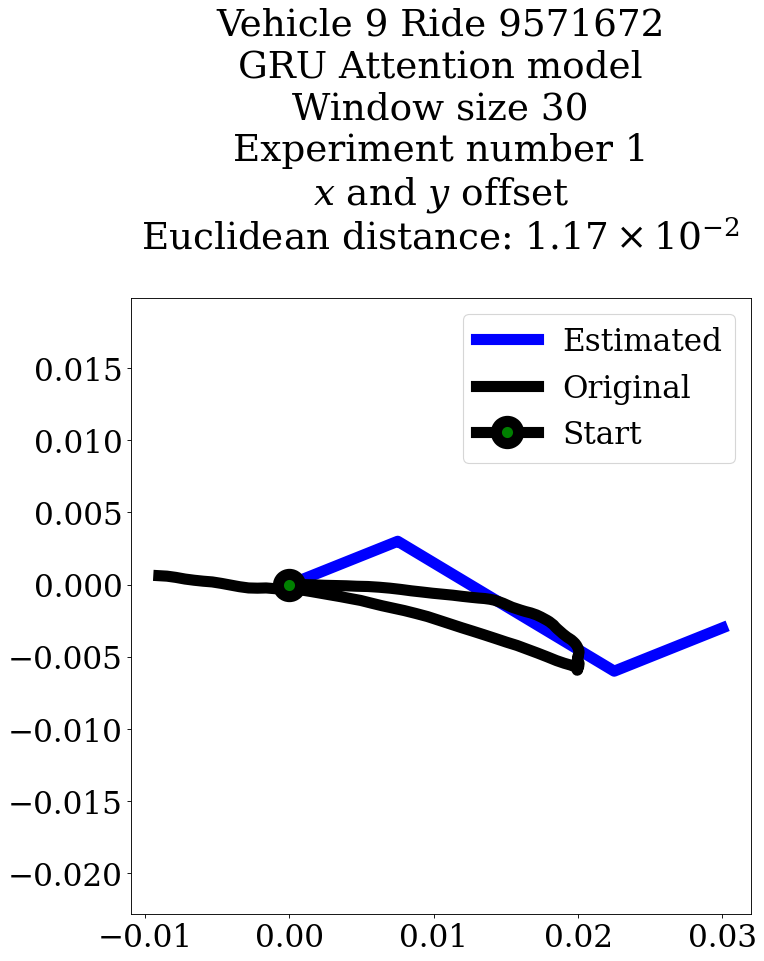 Vehicle 9 Ride 9571672
GRU Attention model
Window size 30
Experiment number 1
x and y offset
Euclidean distance: 1.17 × 10⁻²
Estimated
Original
Start
0.015
0.010
0.005
0.000
−0.005
−0.010
−0.015
−0.020
−0.01 0.00 0.01 0.02 0.03